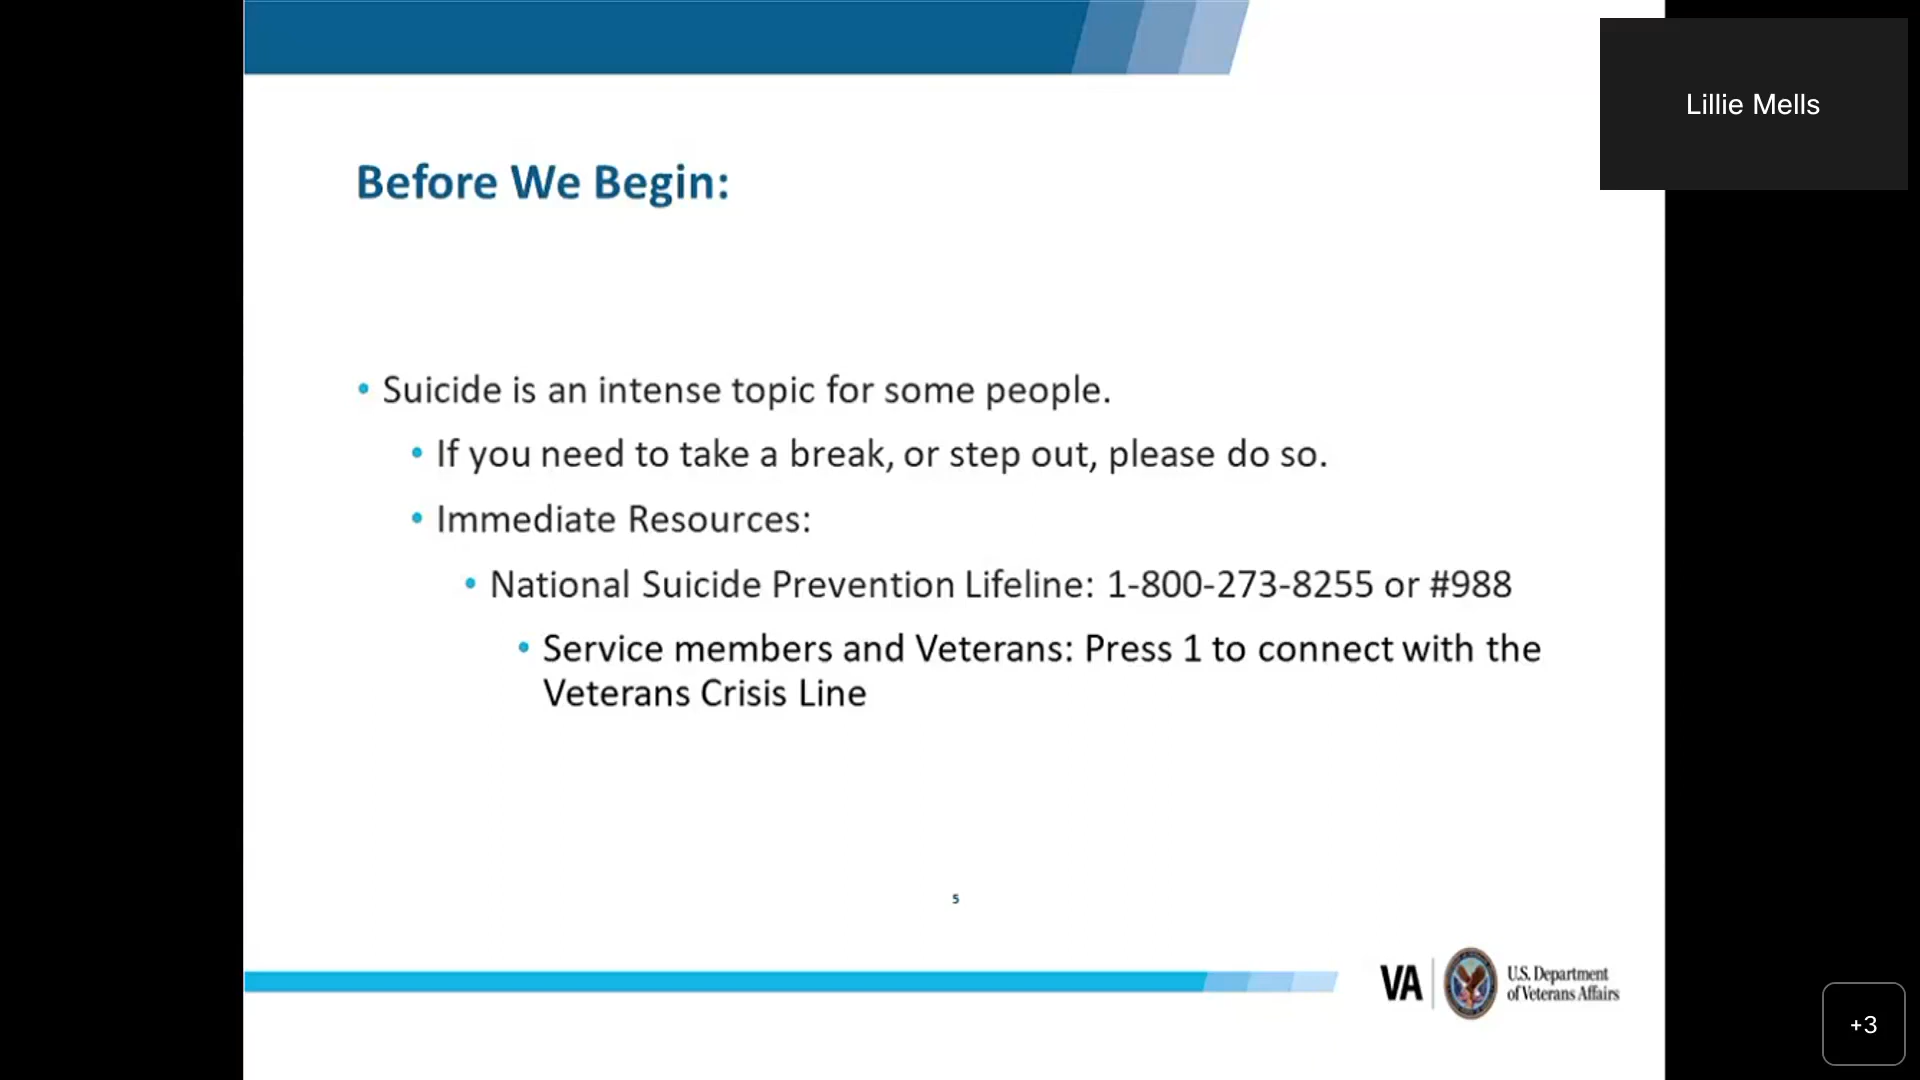 Lillie Mells
Before We Begin:
• Suicide is an intense topic for some people.
• If you need to take a break, or step out, please do so.
• Immediate Resources:
• National Suicide Prevention Lifeline: 1-800-273-8255 or #988
• Service members and Veterans: Press 1 to connect with the
Veterans Crisis Line
5
VA
U.S. Department
of Veterans Affairs
+3